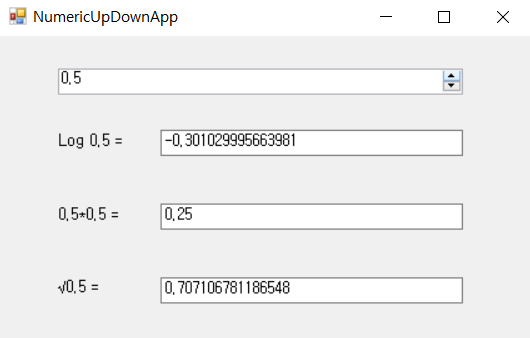 NumericUpDownApp
0.5
Log 0.5 = -0.301029995663981
0.5*0.5 = 0.25
√0.5 = 0.707106781186548